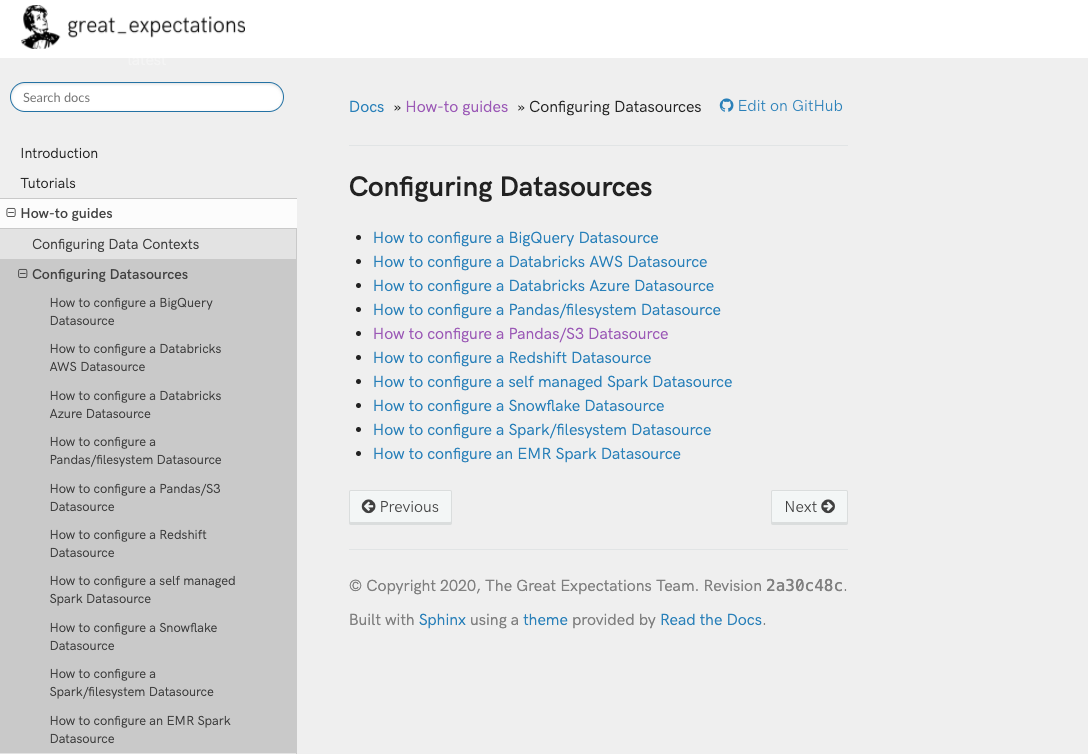 great_expectations
Search docs
Introduction
Tutorials
How-to guides
Configuring Data Contexts
Configuring Datasources
How to configure a BigQuery
Datasource
How to configure a Databricks
AWS Datasource
How to configure a Databricks
Azure Datasource
How to configure a
Pandas/filesystem Datasource
How to configure a Pandas/S3
Datasource
How to configure a Redshift
Datasource
How to configure a self managed
Spark Datasource
How to configure a Snowflake
Datasource
How to configure a
Spark/filesystem Datasource
How to configure an EMR Spark
Datasource
Docs » How-to guides » Configuring Datasources Edit on GitHub
Configuring Datasources
• How to configure a BigQuery Datasource
• How to configure a Databricks AWS Datasource
• How to configure a Databricks Azure Datasource
• How to configure a Pandas/filesystem Datasource
• How to configure a Pandas/S3 Datasource
• How to configure a Redshift Datasource
• How to configure a self managed Spark Datasource
• How to configure a Snowflake Datasource
• How to configure a Spark/filesystem Datasource
• How to configure an EMR Spark Datasource
Previous
Next
© Copyright 2020, The Great Expectations Team. Revision 2a30c48c.
Built with Sphinx using a theme provided by Read the Docs.